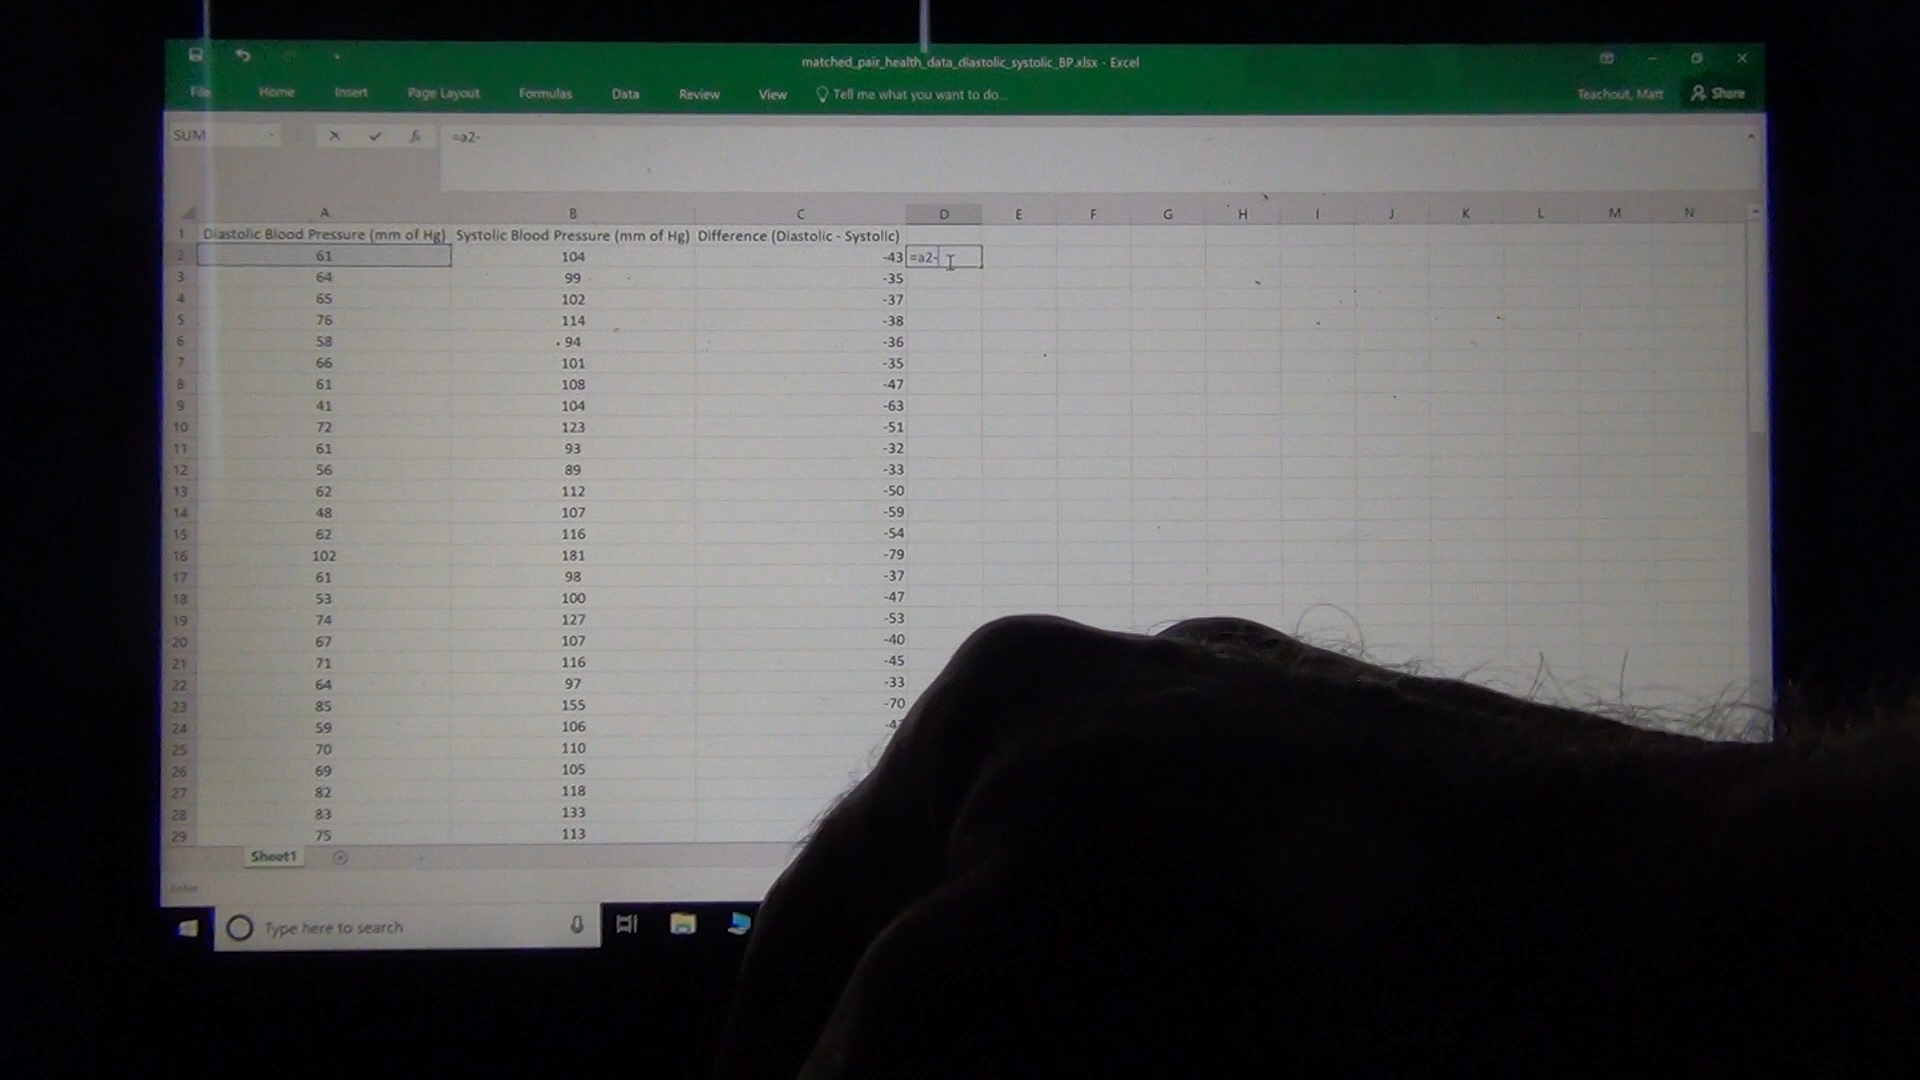 matched_pair_health_data_diastolic_systolic_BP.xlsx - Excel
File Home Insert Page Layout Formulas Data Review View Tell me what you want to do... Teachout, Matt Share
SUM =a2-
A B C D E F G H I J K L M N
1 Diastolic Blood Pressure (mm of Hg) Systolic Blood Pressure (mm of Hg) Difference (Diastolic - Systolic)
2 61 104 -43 =a2-
3 64 99 -35
4 65 102 -37
5 76 114 -38
6 58 94 -36
7 66 101 -35
8 61 108 -47
9 41 104 -63
10 72 123 -51
11 61 93 -32
12 56 89 -33
13 62 112 -50
14 48 107 -59
15 62 116 -54
16 102 181 -79
17 61 98 -37
18 53 100 -47
19 74 127 -53
20 67 107 -40
21 71 116 -45
22 64 97 -33
23 85 155 -70
24 59 106
25 70 110
26 69 105
27 82 118
28 83 133
29 75 113
Sheet1
Enter
Type here to search